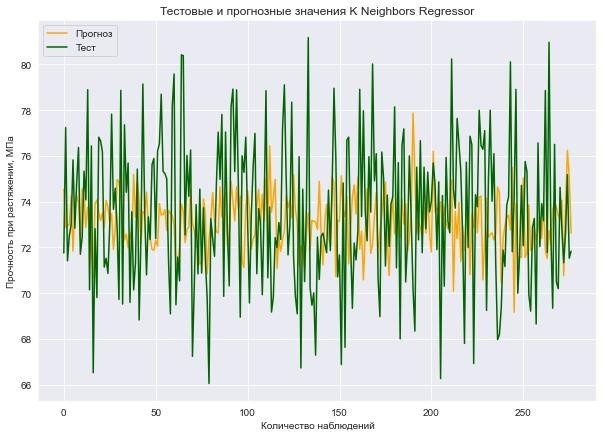 Тестовые и прогнозные значения K Neighbors Regressor
Прогноз
Тест
Прочность при растяжении, МПа
80
78
76
74
72
70
68
66
0
50
100
150
200
250
Количество наблюдений